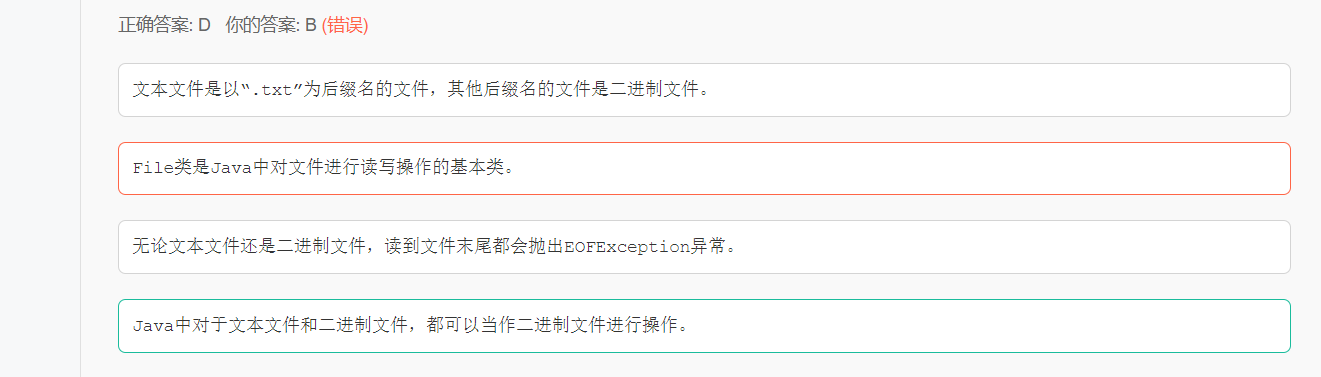 正确答案: D 你的答案: B (错误)
文本文件是以“.txt”为后缀名的文件，其他后缀名的文件是二进制文件。
File类是Java中对文件进行读写操作的基本类。
无论文本文件还是二进制文件，读到文件末尾都会抛出EOFException异常。
Java中对于文本文件和二进制文件，都可以当作二进制文件进行操作。